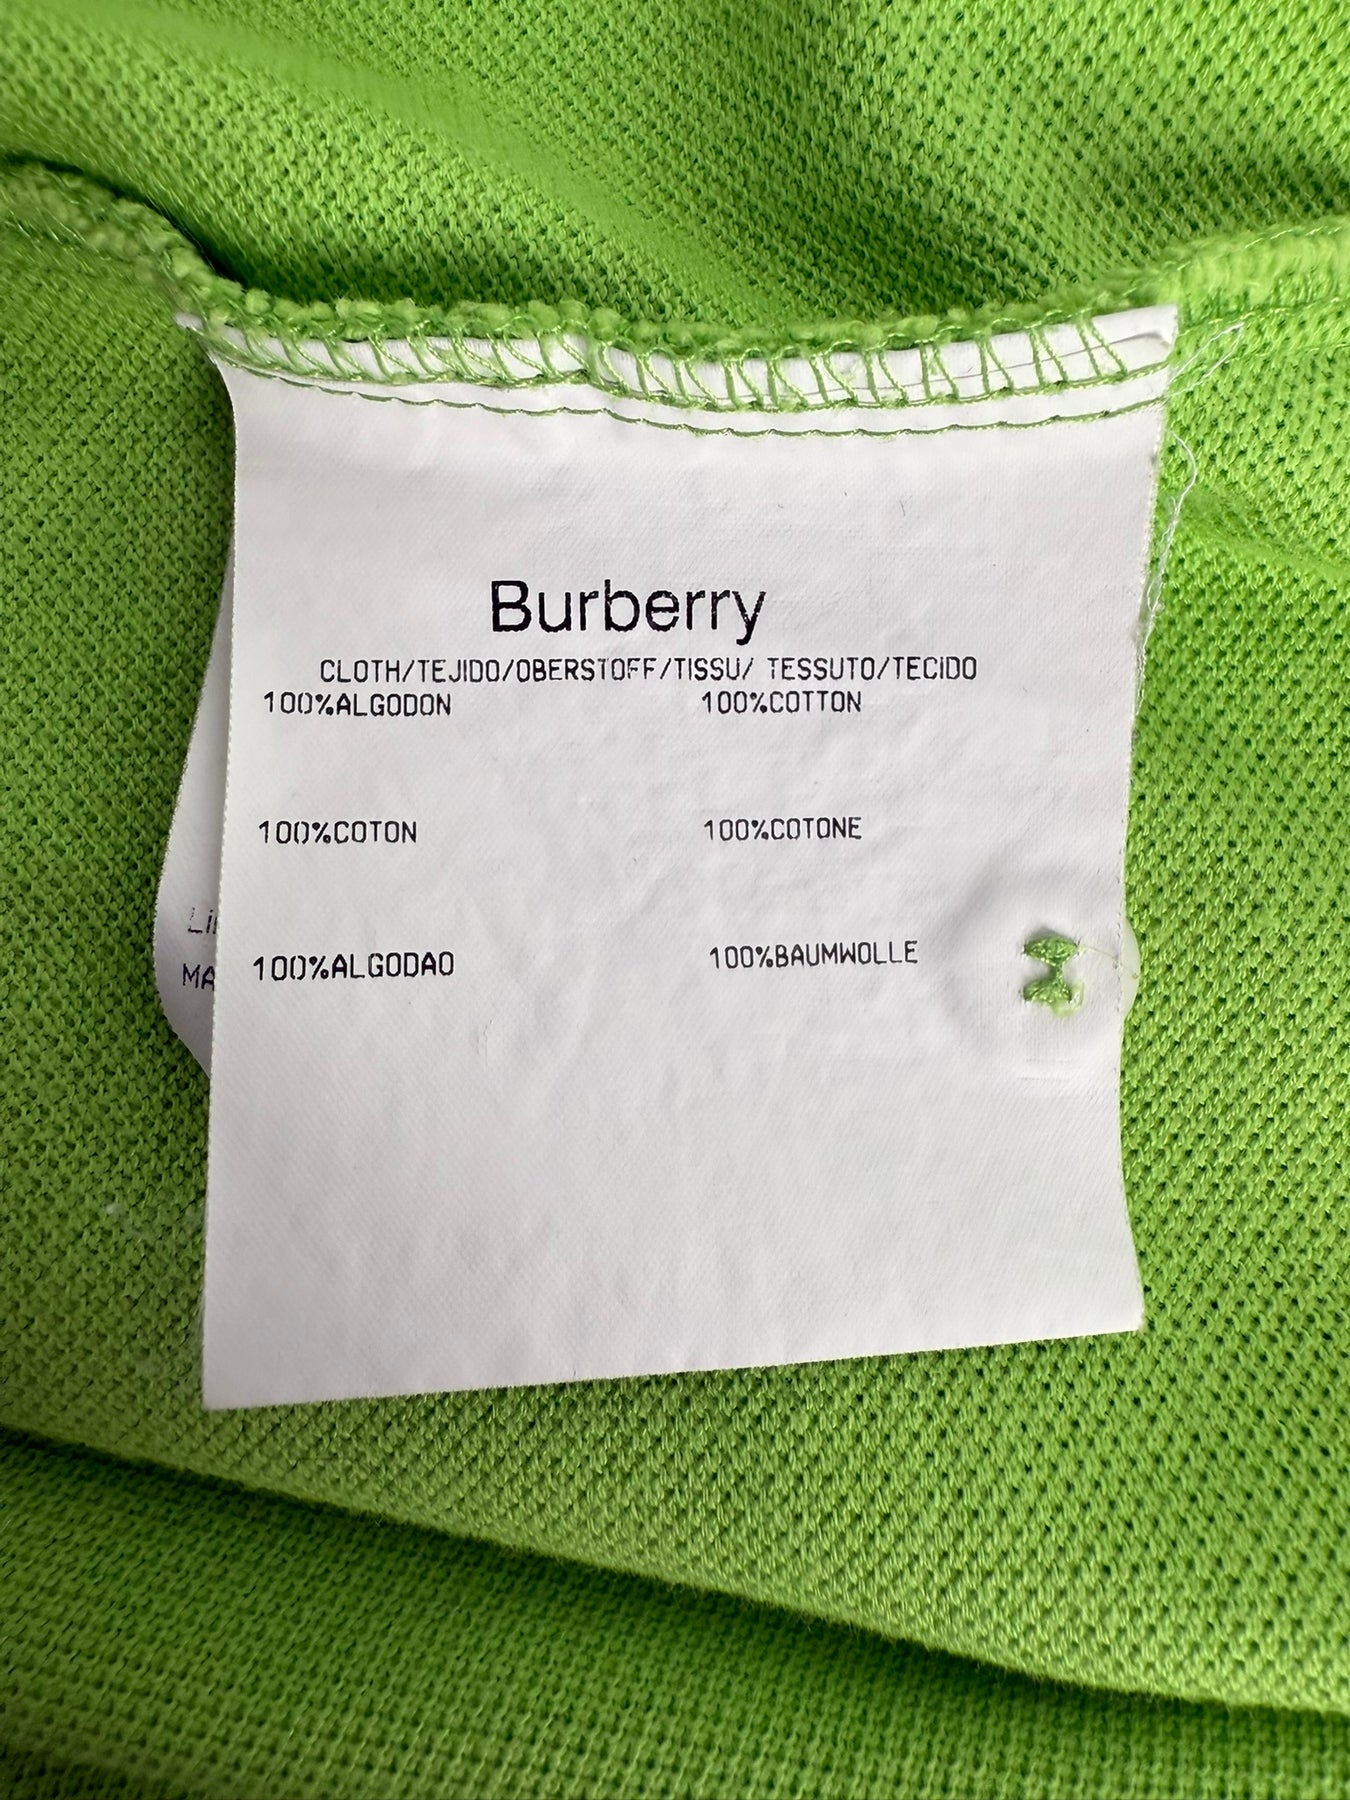 Burberry
CLOTH/TEJIDO/OBERSTOFF/TISSU/ TESSUTO/TECIDO
100%ALGODON 100%COTTON
100%COTON 100%COTONE
100%ALGODAO 100%BAUMWOLLE